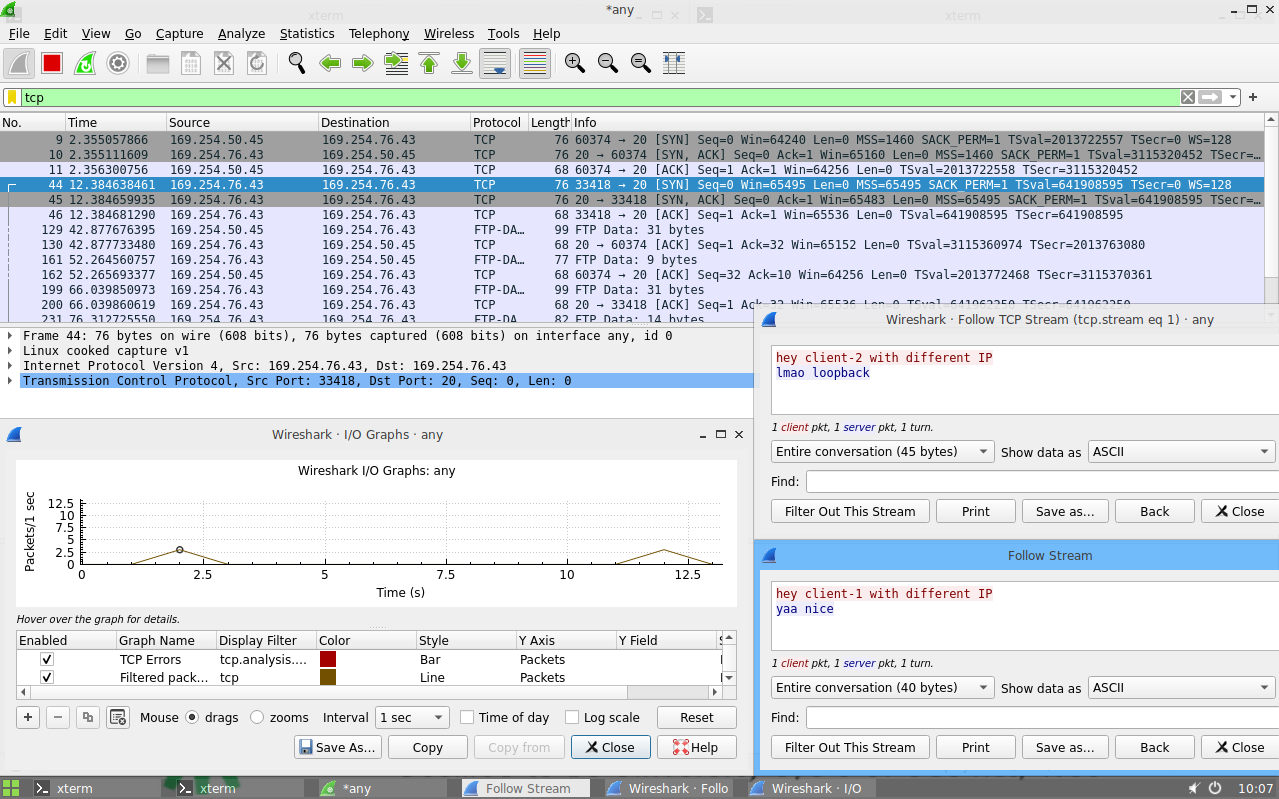 xterm
*any
xterm
File Edit View Go Capture Analyze Statistics Telephony Wireless Tools Help
tcp
No. Time Source Destination Protocol Length Info
9 2.355057866 169.254.50.45 169.254.76.43 TCP 76 60374 → 20 [SYN] Seq=0 Win=64240 Len=0 MSS=1460 SACK_PERM=1 TSval=2013722557 TSecr=0 WS=128
10 2.355111609 169.254.76.43 169.254.50.45 TCP 76 20 → 60374 [SYN, ACK] Seq=0 Ack=1 Win=65160 Len=0 MSS=1460 SACK_PERM=1 TSval=3115320452 TSecr=…
11 2.356300756 169.254.50.45 169.254.76.43 TCP 68 60374 → 20 [ACK] Seq=1 Ack=1 Win=64256 Len=0 TSval=2013722558 TSecr=3115320452
44 12.384638461 169.254.76.43 169.254.76.43 TCP 76 33418 → 20 [SYN] Seq=0 Win=65495 Len=0 MSS=65495 SACK_PERM=1 TSval=641908595 TSecr=0 WS=128
45 12.384659935 169.254.76.43 169.254.76.43 TCP 76 20 → 33418 [SYN, ACK] Seq=0 Ack=1 Win=65483 Len=0 MSS=65495 SACK_PERM=1 TSval=641908595 TSecr=…
46 12.384681290 169.254.76.43 169.254.76.43 TCP 68 33418 → 20 [ACK] Seq=1 Ack=1 Win=65536 Len=0 TSval=641908595 TSecr=641908595
129 42.877676395 169.254.50.45 169.254.76.43 FTP-DA… 99 FTP Data: 31 bytes
130 42.877733480 169.254.76.43 169.254.50.45 TCP 68 20 → 60374 [ACK] Seq=1 Ack=32 Win=65152 Len=0 TSval=3115360974 TSecr=2013763080
161 52.264560757 169.254.76.43 169.254.50.45 FTP-DA… 77 FTP Data: 9 bytes
162 52.265693377 169.254.50.45 169.254.76.43 TCP 68 60374 → 20 [ACK] Seq=32 Ack=10 Win=64256 Len=0 TSval=2013772468 TSecr=3115370361
199 66.039850973 169.254.76.43 169.254.76.43 FTP-DA… 99 FTP Data: 31 bytes
200 66.039860619 169.254.76.43 169.254.76.43 TCP 68 20 → 33418 [ACK] Seq=1 Ack=32 Win=65536 Len=0 TSval=641962250 TSecr=641962250
231 76.312725550 169.254.76.43 169.254.76.43 FTP-DA… 82 FTP Data: 14 bytes
Frame 44: 76 bytes on wire (608 bits), 76 bytes captured (608 bits) on interface any, id 0
Linux cooked capture v1
Internet Protocol Version 4, Src: 169.254.76.43, Dst: 169.254.76.43
Transmission Control Protocol, Src Port: 33418, Dst Port: 20, Seq: 0, Len: 0
Wireshark · Follow TCP Stream (tcp.stream eq 1) · any
hey client-2 with different IP
lmao loopback
1 client pkt, 1 server pkt, 1 turn.
Entire conversation (45 bytes) Show data as ASCII
Find:
Filter Out This Stream Print Save as… Back Close
Follow Stream
hey client-1 with different IP
yaa nice
1 client pkt, 1 server pkt, 1 turn.
Entire conversation (40 bytes) Show data as ASCII
Find:
Filter Out This Stream Print Save as… Back Close
Wireshark · I/O Graphs · any
Wireshark I/O Graphs: any
Packets/1 sec
12.5
10
7.5
5
2.5
0
0 2.5 5 7.5 10 12.5
Time (s)
Hover over the graph for details.
Enabled Graph Name Display Filter Color Style Y Axis Y Field
TCP Errors tcp.analysis.… Bar Packets
Filtered pack… tcp Line Packets
Mouse drags zooms Interval 1 sec Time of day Log scale Reset
Save As… Copy Copy from Close Help
xterm xterm *any Follow Stream Wireshark · Follo Wireshark · I/O 10:07